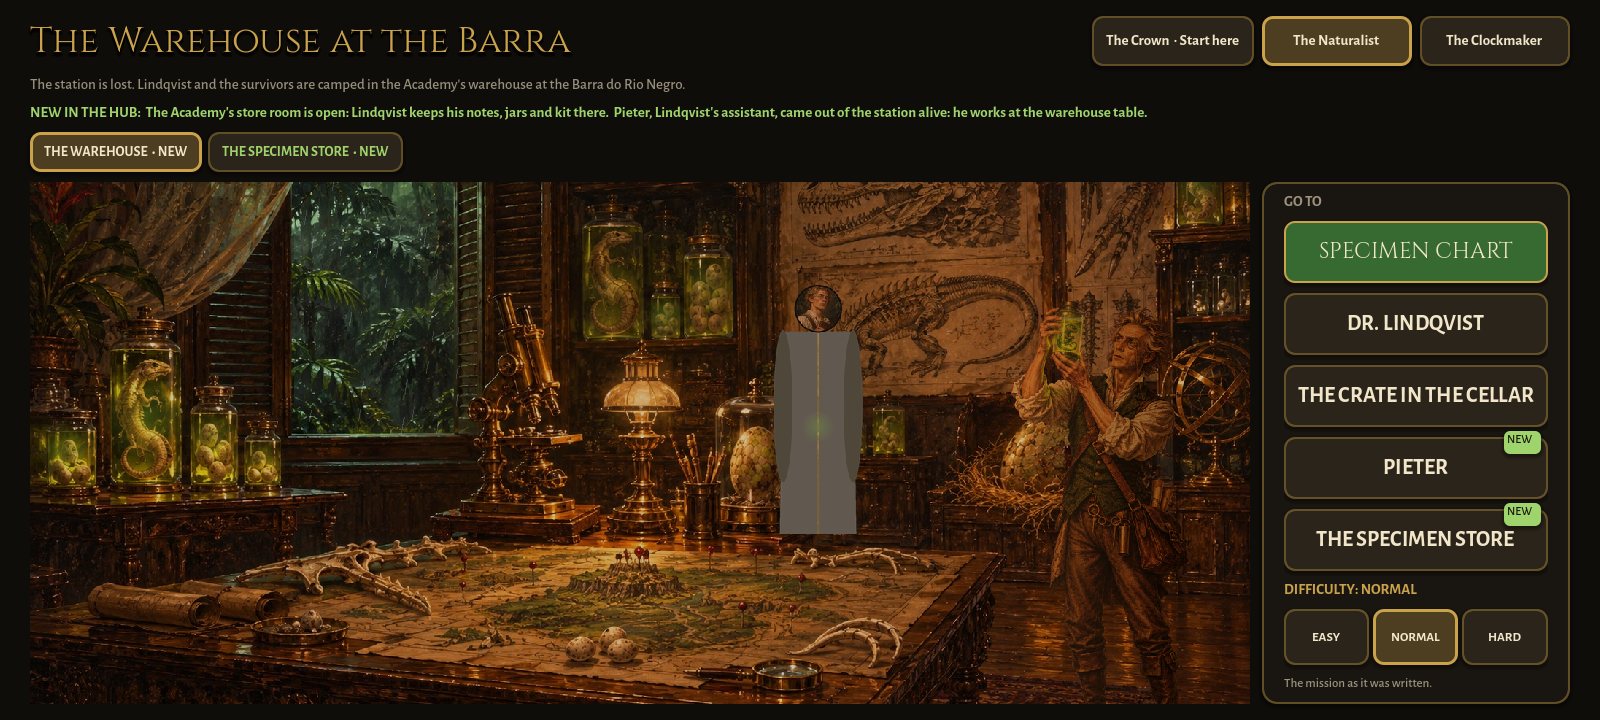 The Warehouse at the Barra
The Crown · Start here
The Naturalist
The Clockmaker
The station is lost. Lindqvist and the survivors are camped in the Academy's warehouse at the Barra do Rio Negro.
NEW IN THE HUB: The Academy's store room is open: Lindqvist keeps his notes, jars and kit there. Pieter, Lindqvist's assistant, came out of the station alive: he works at the warehouse table.
THE WAREHOUSE · NEW
THE SPECIMEN STORE · NEW
GO TO
SPECIMEN CHART
DR. LINDQVIST
THE CRATE IN THE CELLAR
NEW
PIETER
NEW
THE SPECIMEN STORE
DIFFICULTY: NORMAL
EASY
NORMAL
HARD
The mission as it was written.